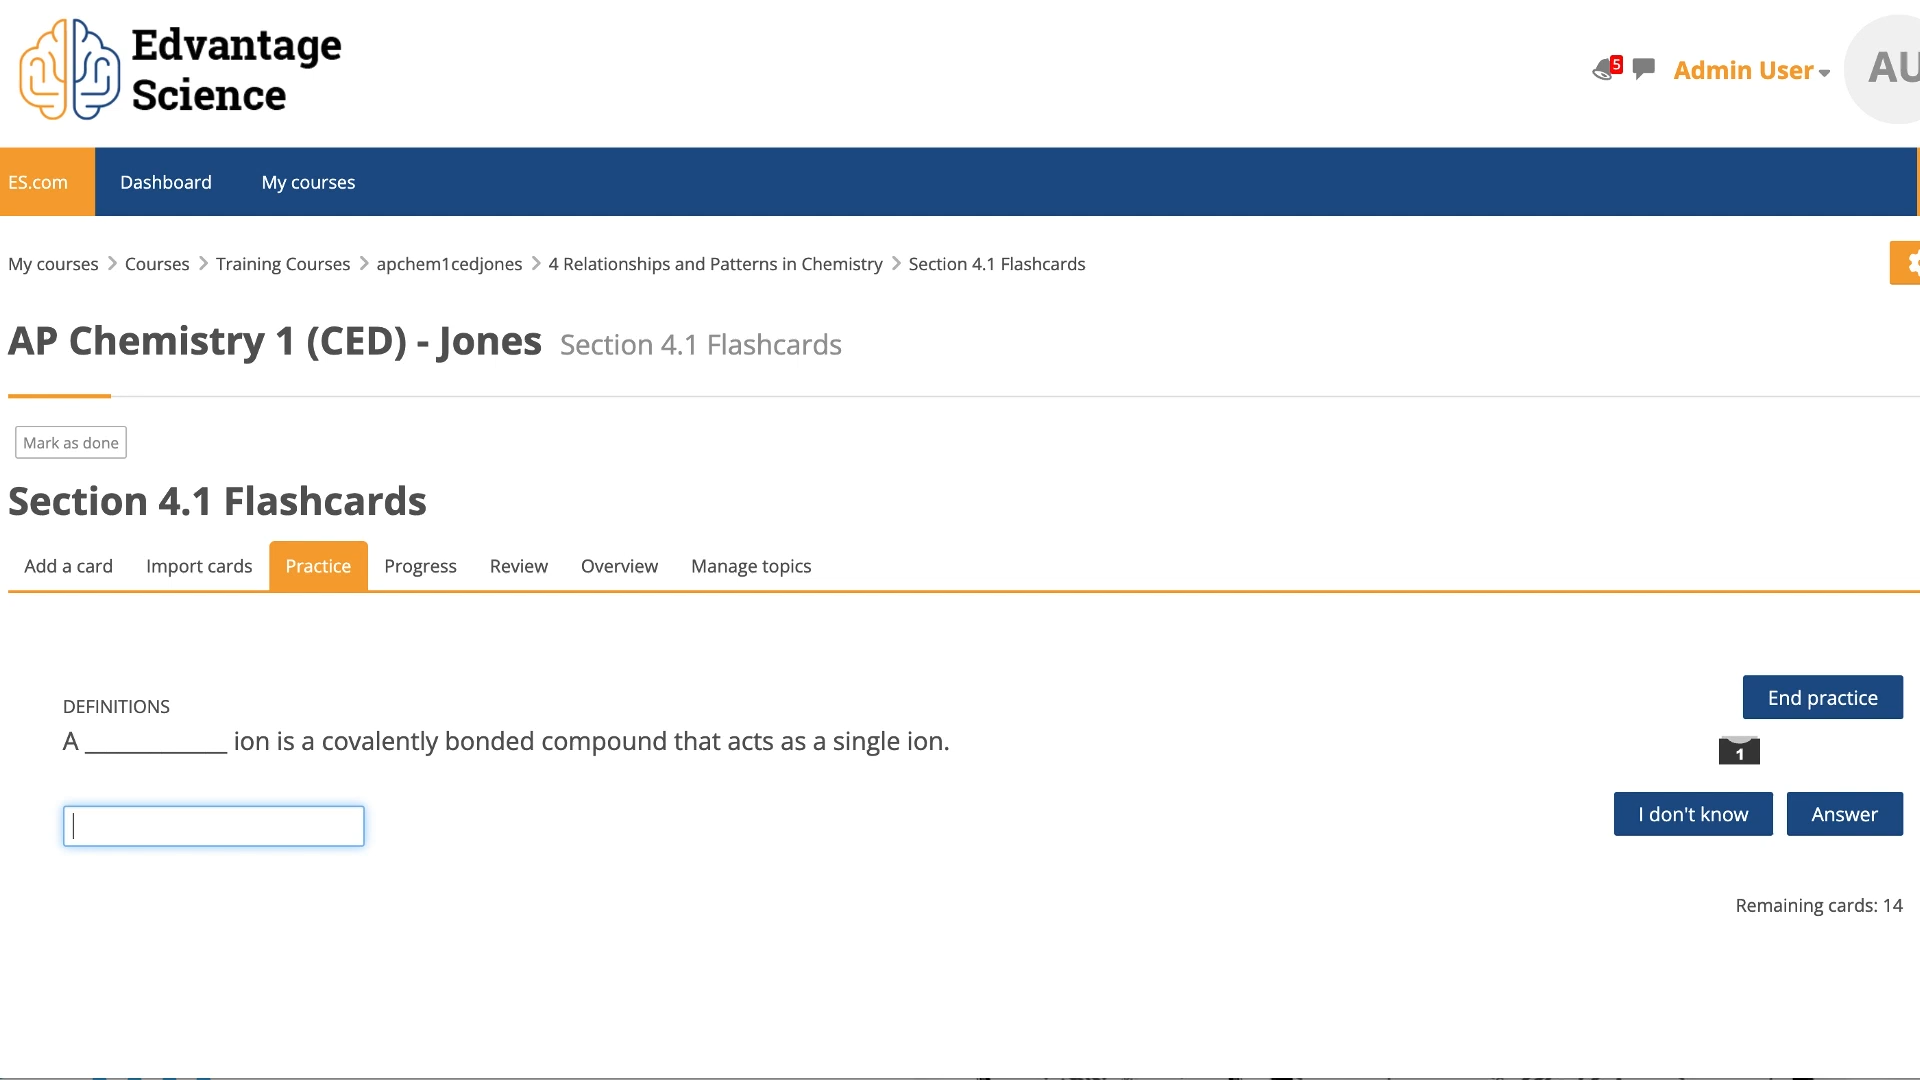 Edvantage
Science
5
Admin User
AU
ES.com Dashboard My courses
My courses Courses Training Courses apchem1cedjones 4 Relationships and Patterns in Chemistry Section 4.1 Flashcards
AP Chemistry 1 (CED) - Jones Section 4.1 Flashcards
Mark as done
Section 4.1 Flashcards
Add a card Import cards Practice Progress Review Overview Manage topics
End practice
DEFINITIONS
A ____________ ion is a covalently bonded compound that acts as a single ion.
1
I don't know Answer
Remaining cards: 14